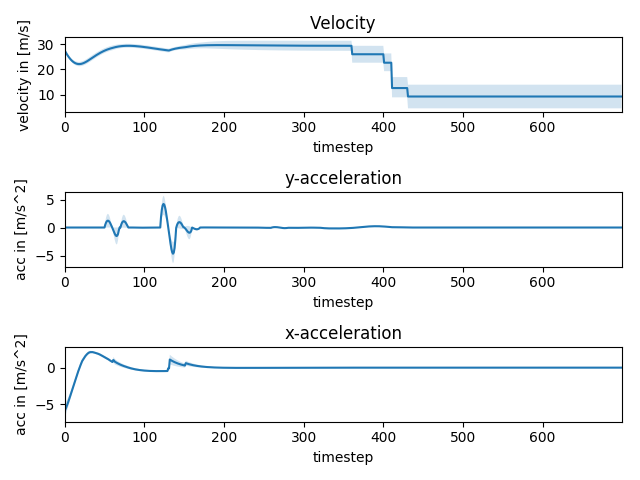 Velocity
velocity in [m/s]
30
20
10
0 100 200 300 400 500 600
timestep
y-acceleration
acc in [m/s^2]
5
0
−5
0 100 200 300 400 500 600
timestep
x-acceleration
acc in [m/s^2]
0
−5
0 100 200 300 400 500 600
timestep